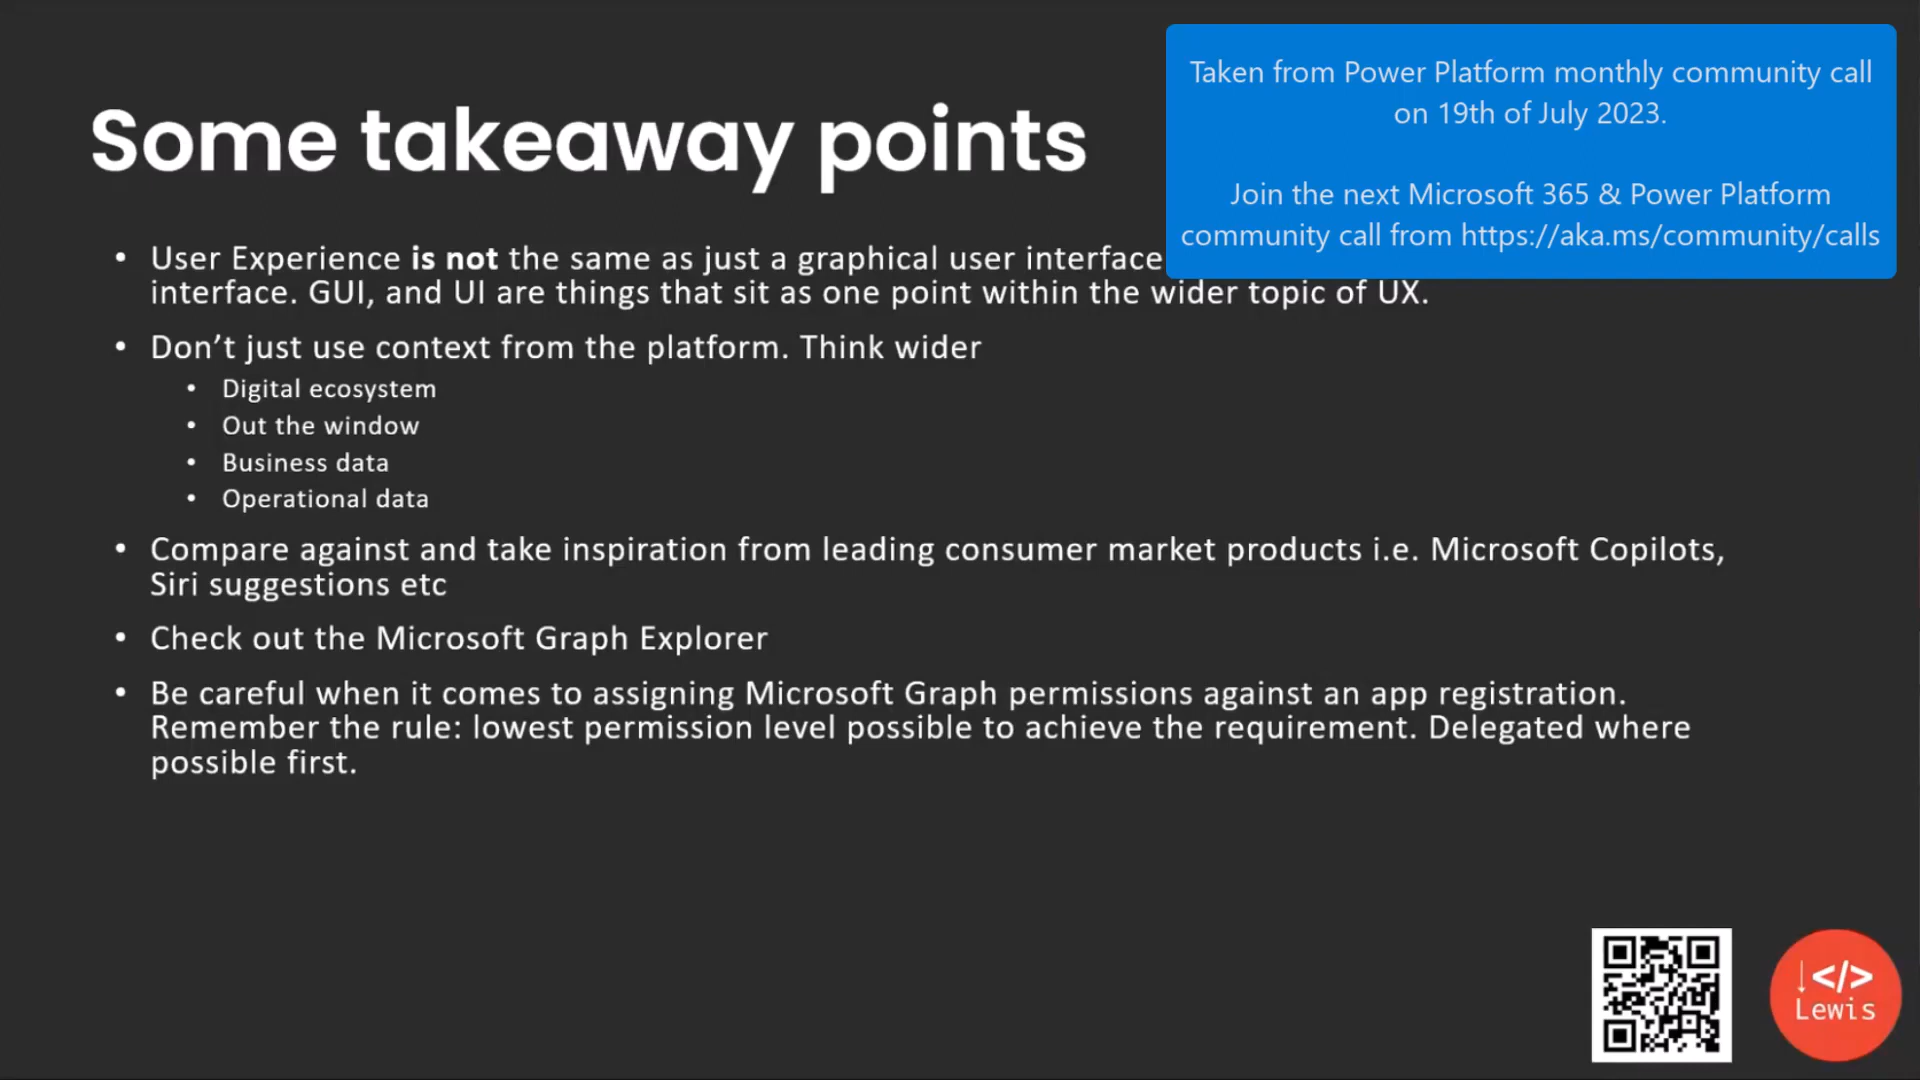 Taken from Power Platform monthly community call
on 19th of July 2023.
Join the next Microsoft 365 & Power Platform
community call from https://aka.ms/community/calls
Some takeaway points
• User Experience is not the same as just a graphical user interface
interface. GUI, and UI are things that sit as one point within the wider topic of UX.
• Don’t just use context from the platform. Think wider
• Digital ecosystem
• Out the window
• Business data
• Operational data
• Compare against and take inspiration from leading consumer market products i.e. Microsoft Copilots,
Siri suggestions etc
• Check out the Microsoft Graph Explorer
• Be careful when it comes to assigning Microsoft Graph permissions against an app registration.
Remember the rule: lowest permission level possible to achieve the requirement. Delegated where
possible first.
↓</>
Lewis